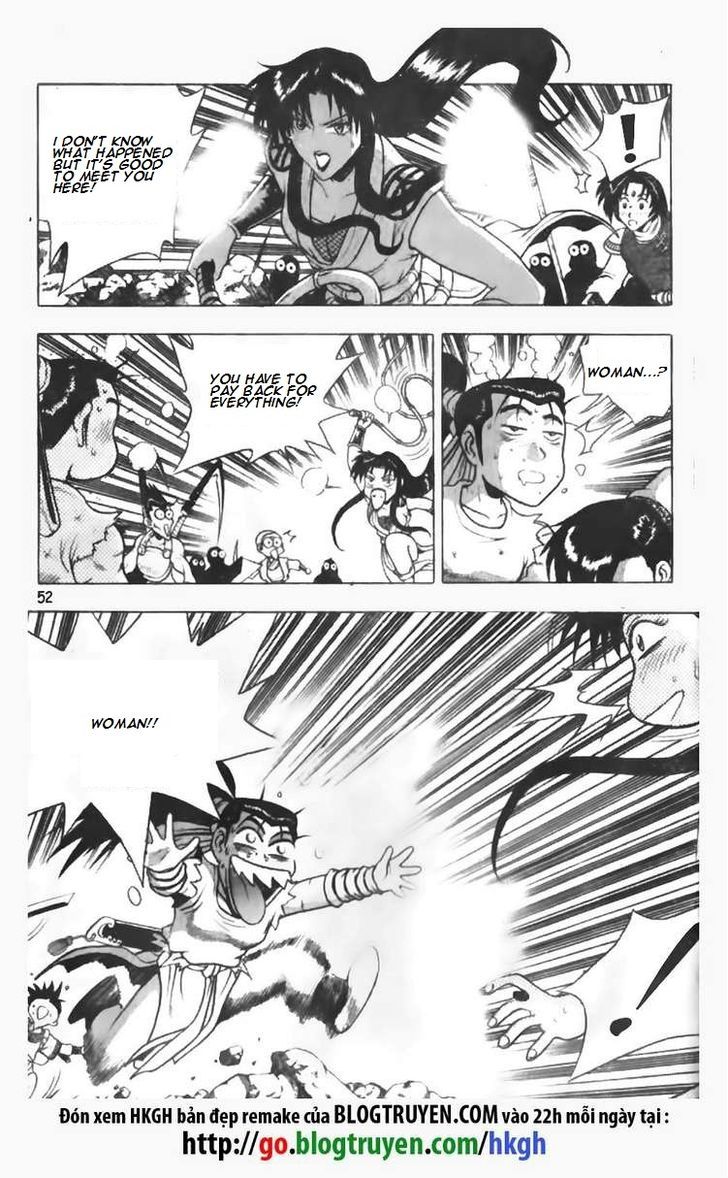 I DON'T KNOW
WHAT HAPPENED
BUT IT'S GOOD
TO MEET YOU
HERE!
!
YOU HAVE TO
PAY BACK FOR
EVERYTHING!
WOMAN...?
52
WOMAN!!
!
Đón xem HKGH bản đẹp remake của BLOGTRUYEN.COM vào 22h mỗi ngày tại :
http://go.blogtruyen.com/hkgh